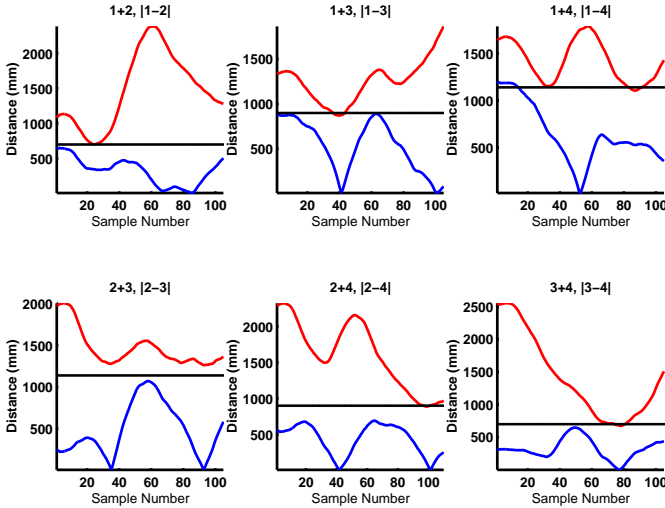 1+2, |1−2|
Distance (mm)
2000
1500
1000
500
20 40 60 80 100
Sample Number
1+3, |1−3|
Distance (mm)
1500
1000
500
20 40 60 80 100
Sample Number
1+4, |1−4|
Distance (mm)
1500
1000
500
20 40 60 80 100
Sample Number
2+3, |2−3|
Distance (mm)
2000
1500
1000
500
20 40 60 80 100
Sample Number
2+4, |2−4|
Distance (mm)
2000
1500
1000
500
20 40 60 80 100
Sample Number
3+4, |3−4|
Distance (mm)
2500
2000
1500
1000
500
20 40 60 80 100
Sample Number